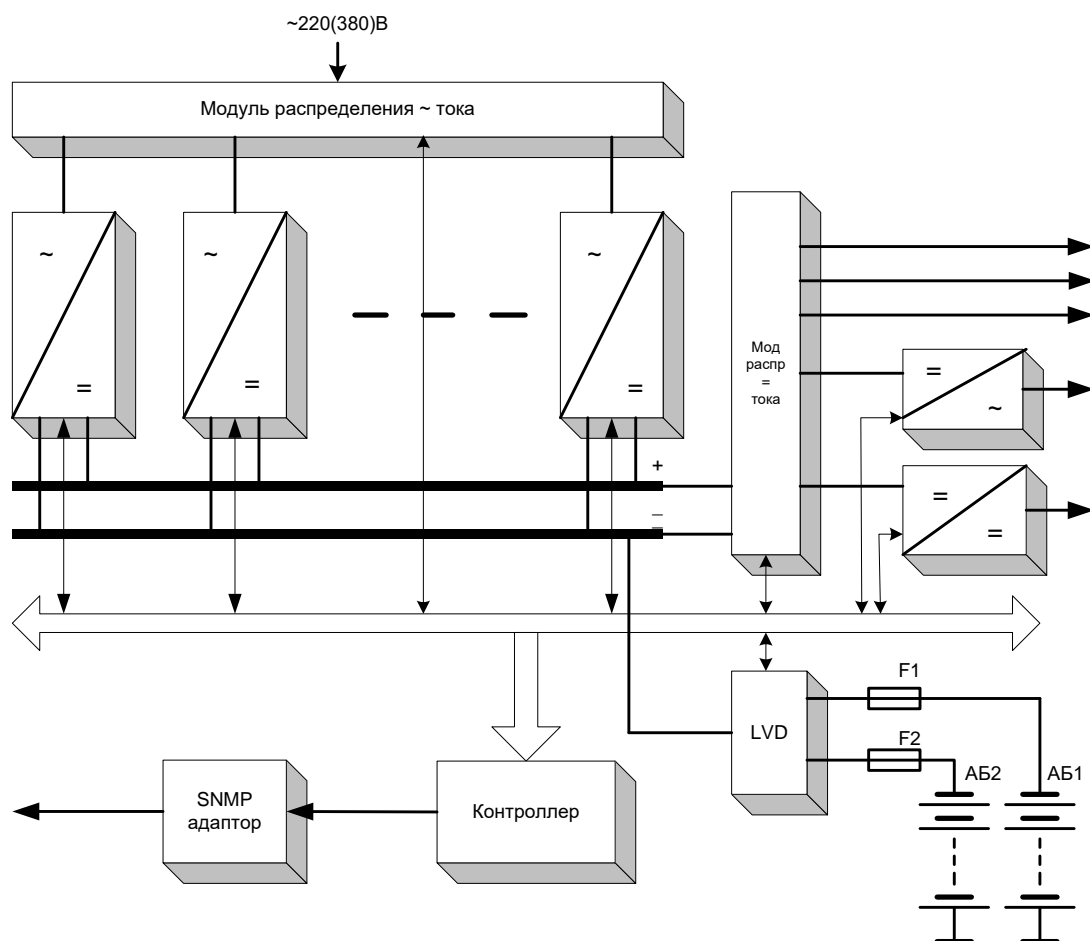 ~220(380)В
Модуль распределения ~ тока
~
~
~
=
=
=
Мод
распр
=
тока
=
~
+
=
=
_
_
F1
LVD
F2
АБ2
АБ1
SNMP
адаптор
Контроллер